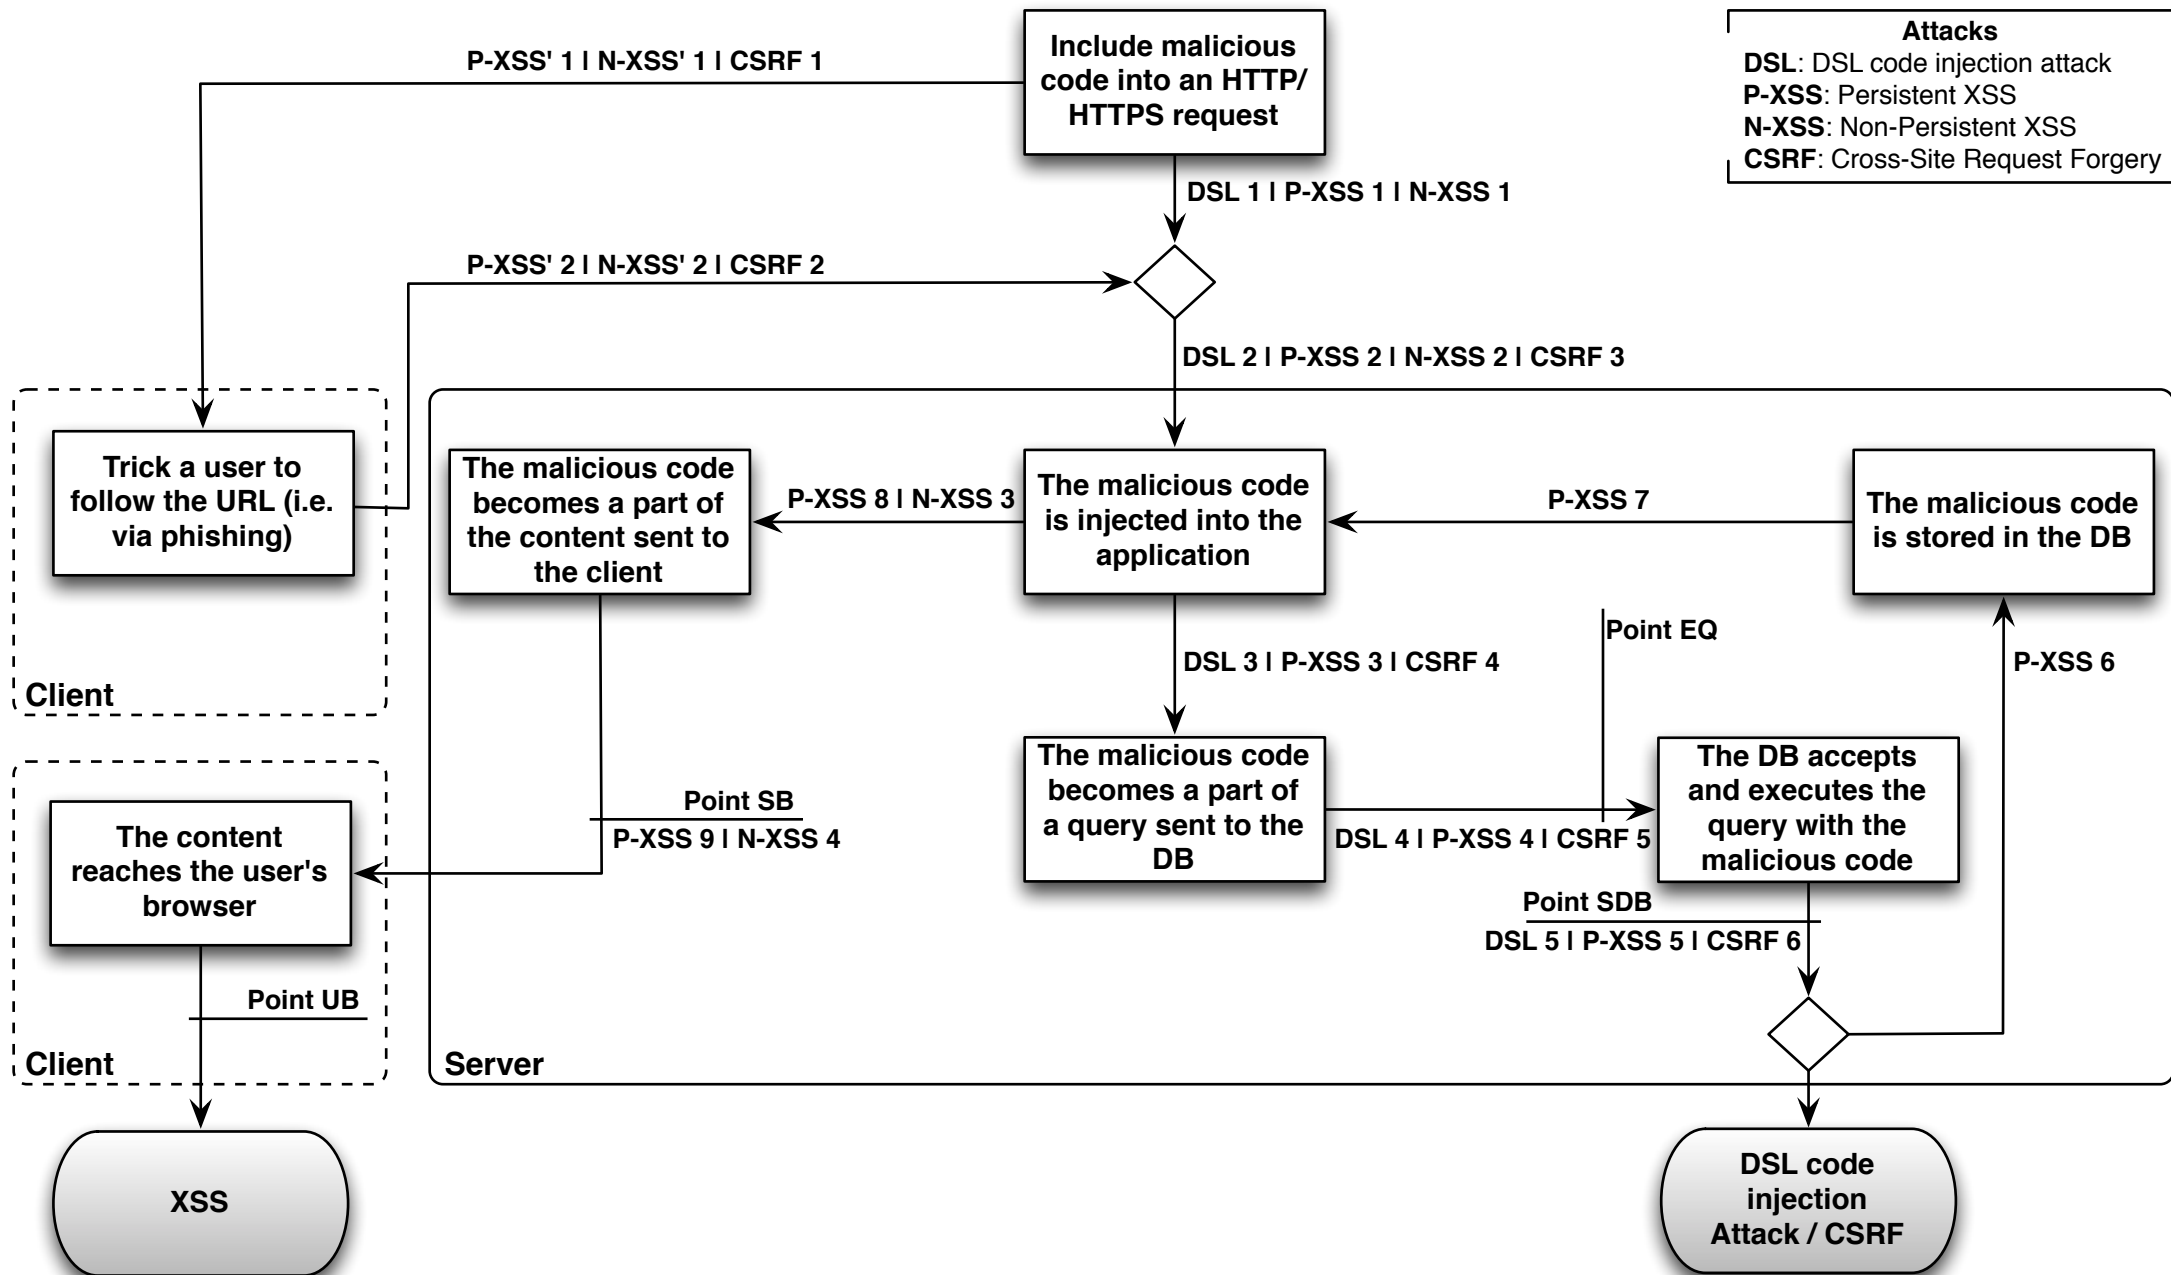 P-XSS' 1 | N-XSS' 1 | CSRF 1
Include malicious
code into an HTTP/
HTTPS request
Attacks
DSL: DSL code injection attack
P-XSS: Persistent XSS
N-XSS: Non-Persistent XSS
CSRF: Cross-Site Request Forgery
DSL 1 | P-XSS 1 | N-XSS 1
P-XSS' 2 | N-XSS' 2 | CSRF 2
DSL 2 | P-XSS 2 | N-XSS 2 | CSRF 3
Trick a user to
follow the URL (i.e.
via phishing)
Client
The malicious code
becomes a part of
the content sent to
the client
P-XSS 8 | N-XSS 3
The malicious code
is injected into the
application
P-XSS 7
The malicious code
is stored in the DB
Point EQ
DSL 3 | P-XSS 3 | CSRF 4
P-XSS 6
The malicious code
becomes a part of
a query sent to the
DB
DSL 4 | P-XSS 4 | CSRF 5
The DB accepts
and executes the
query with the
malicious code
Point SB
P-XSS 9 | N-XSS 4
The content
reaches the user's
browser
Point SDB
DSL 5 | P-XSS 5 | CSRF 6
Point UB
Client
Server
XSS
DSL code
injection
Attack / CSRF